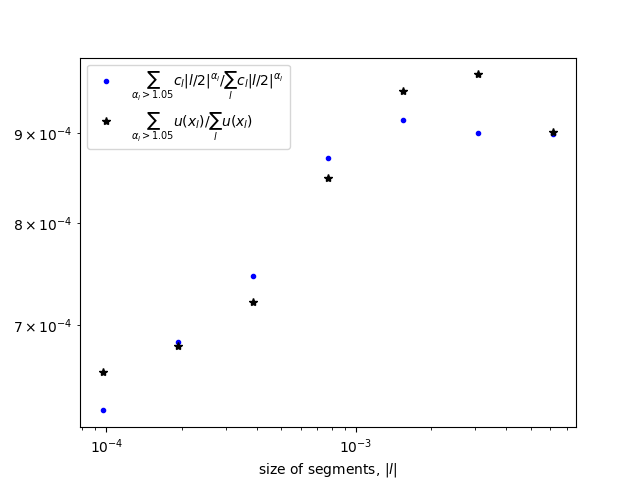 ∑_{α_l>1.05} c_l|l/2|^{α_l}/∑_l c_l|l/2|^{α_l}
∑_{α_l>1.05} u(x_l)/∑_l u(x_l)
9 × 10⁻⁴
8 × 10⁻⁴
7 × 10⁻⁴
10⁻⁴ 10⁻³
size of segments, |l|